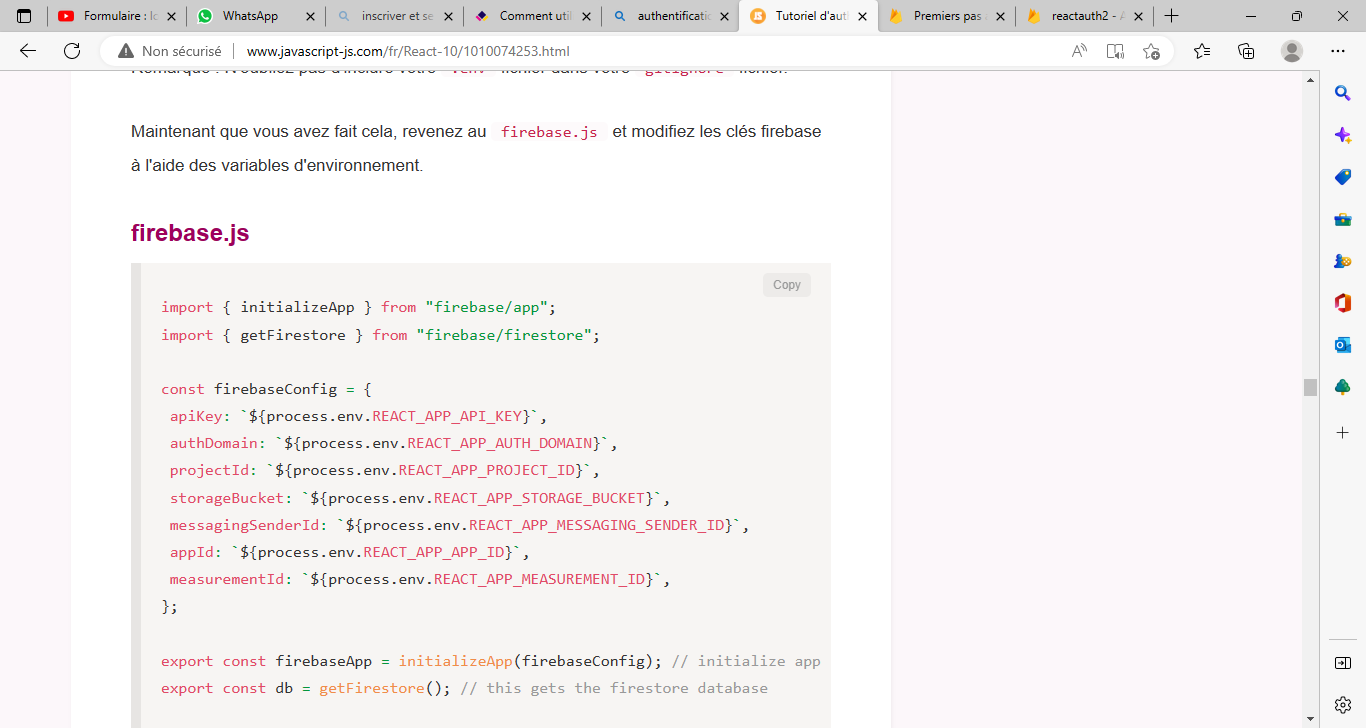 Formulaire : Ic
WhatsApp
inscriver et se
Comment util
authentificatio
Tutoriel d'aut
Premiers pas
reactauth2 - A
Non sécurisé
www.javascript-js.com/fr/React-10/1010074253.html
Remarque : N'oubliez pas d'inclure votre .env fichier dans votre gitignore fichier.
Maintenant que vous avez fait cela, revenez au firebase.js et modifiez les clés firebase
à l'aide des variables d'environnement.
firebase.js
Copy
import { initializeApp } from "firebase/app";
import { getFirestore } from "firebase/firestore";
const firebaseConfig = {
apiKey: `${process.env.REACT_APP_API_KEY}`,
authDomain: `${process.env.REACT_APP_AUTH_DOMAIN}`,
projectId: `${process.env.REACT_APP_PROJECT_ID}`,
storageBucket: `${process.env.REACT_APP_STORAGE_BUCKET}`,
messagingSenderId: `${process.env.REACT_APP_MESSAGING_SENDER_ID}`,
appId: `${process.env.REACT_APP_APP_ID}`,
measurementId: `${process.env.REACT_APP_MEASUREMENT_ID}`,
};
export const firebaseApp = initializeApp(firebaseConfig); // initialize app
export const db = getFirestore(); // this gets the firestore database